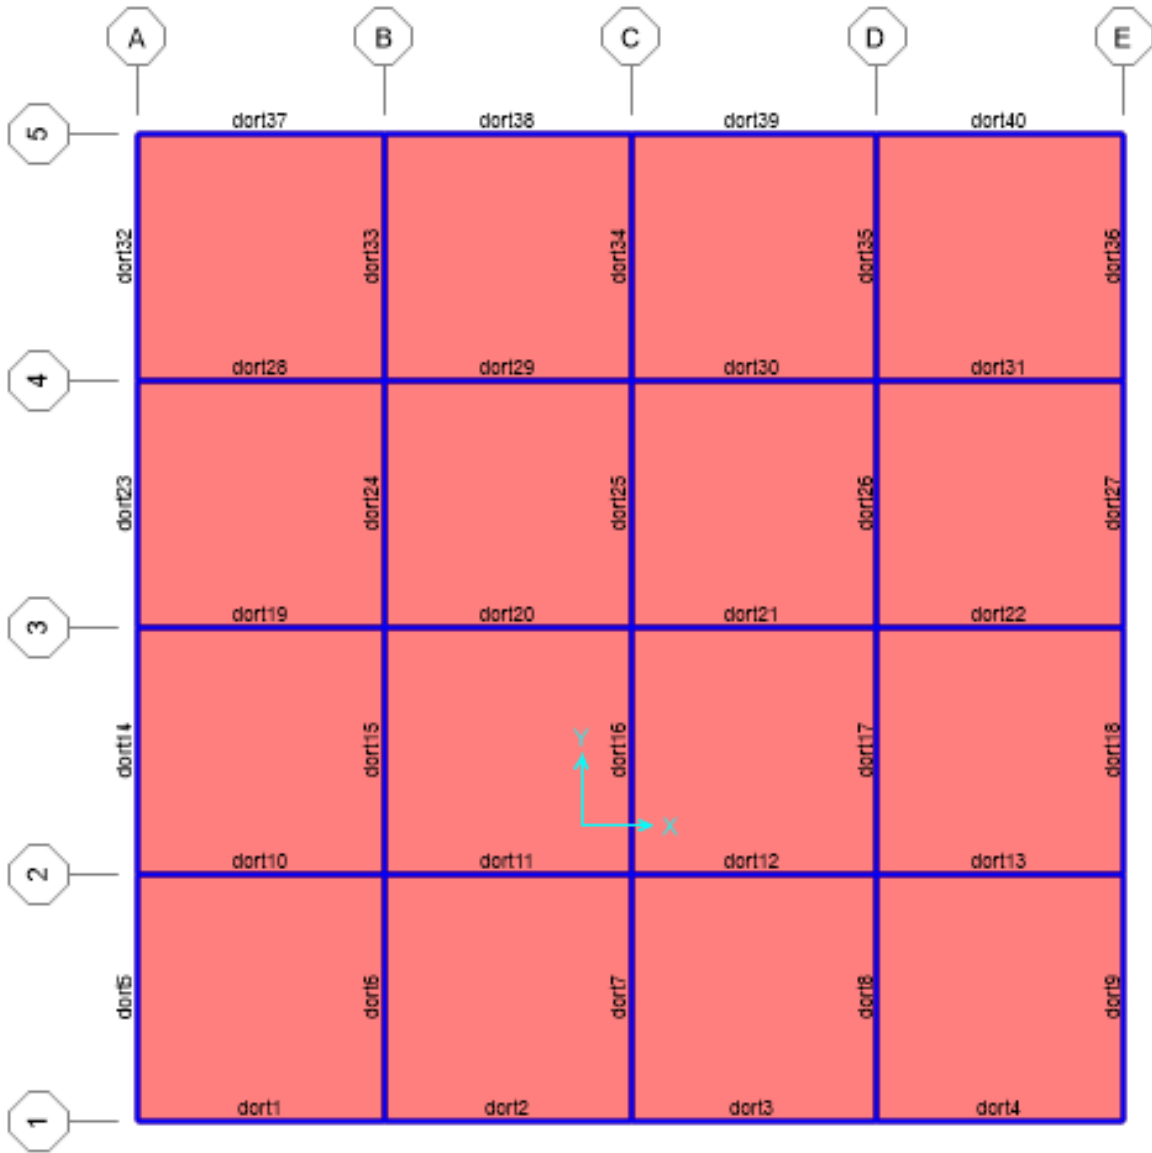 A B C D E
5
dort37 dort38 dort39 dort40
dort32 dort33 dort34 dort35 dort36
4
dort28 dort29 dort30 dort31
dort23 dort24 dort25 dort26 dort27
3
dort19 dort20 dort21 dort22
dort14 dort15 dort16 dort17 dort18
Y
X
2
dort10 dort11 dort12 dort13
dort5 dort6 dort7 dort8 dort9
1
dort1 dort2 dort3 dort4